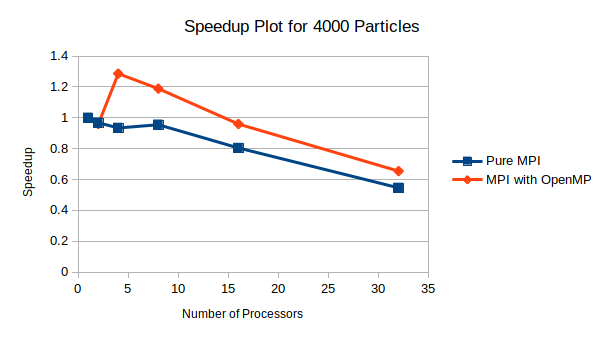 Speedup Plot for 4000 Particles
1.4
1.2
1
0.8
0.6
0.4
0.2
0
0 5 10 15 20 25 30 35
Speedup
Number of Processors
Pure MPI
MPI with OpenMP